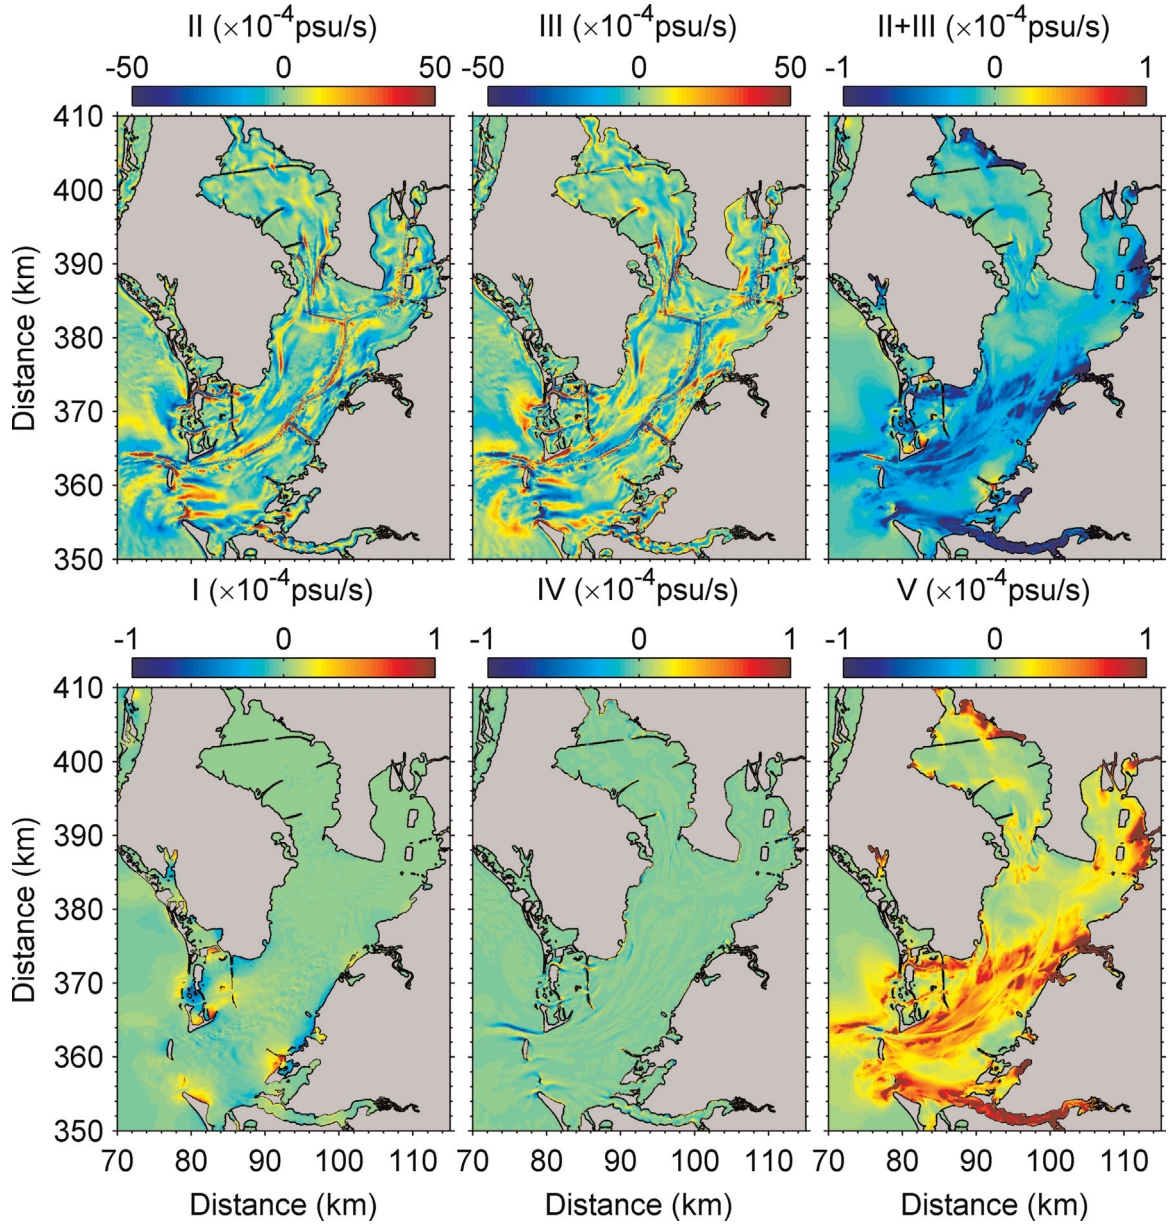 II (×10-4psu/s)
III (×10-4psu/s)
II+III (×10-4psu/s)
-50 0 50
-50 0 50
-1 0 1
410
400
390
380
370
360
350
Distance (km)
I (×10-4psu/s)
IV (×10-4psu/s)
V (×10-4psu/s)
-1 0 1
-1 0 1
-1 0 1
410
400
390
380
370
360
350
Distance (km)
70 80 90 100 110
70 80 90 100 110
70 80 90 100 110
Distance (km)
Distance (km)
Distance (km)